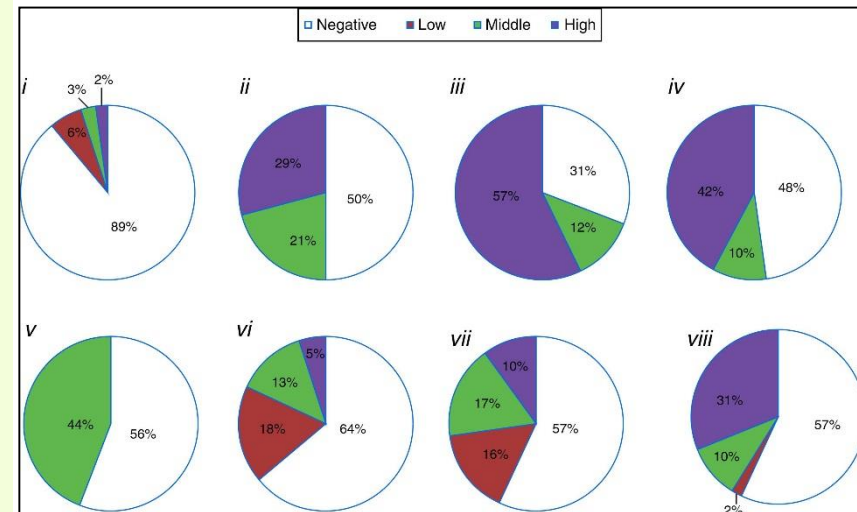 Negative Low Middle High
i 3% 2% ii iii iv
6% 29% 31%
57% 42% 48%
50% 12%
89% 21% 10%
v vi vii viii
5% 10%
13% 31%
44% 56% 17% 57% 57%
18% 64% 10%
16%
2%